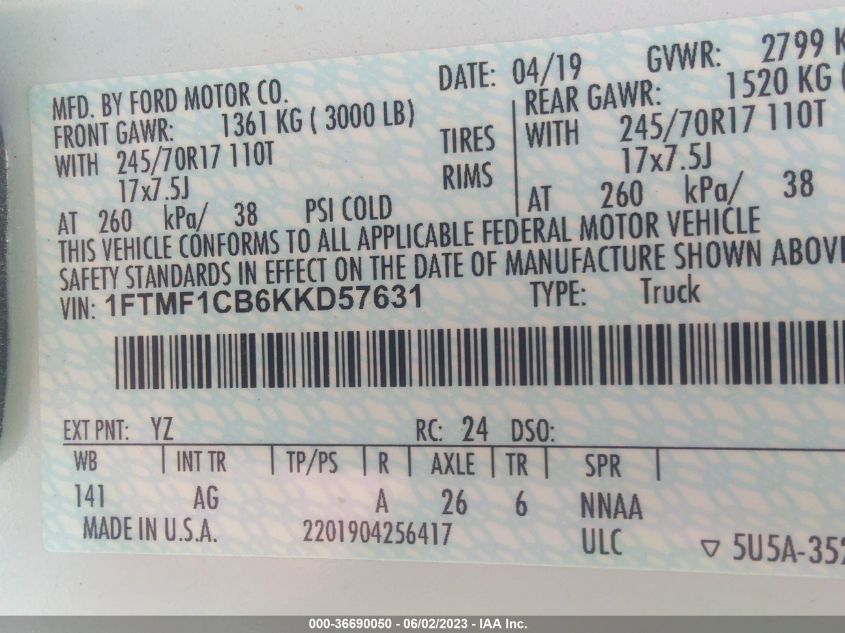 MFD. BY FORD MOTOR CO. DATE: 04/19 GVWR: 2799 K
FRONT GAWR: 1361 KG ( 3000 LB) REAR GAWR: 1520 KG (
WITH 245/70R17 110T TIRES WITH 245/70R17 110T
17x7.5J RIMS 17x7.5J
AT 260 kPa/ 38 PSI COLD AT 260 kPa/ 38
THIS VEHICLE CONFORMS TO ALL APPLICABLE FEDERAL MOTOR VEHICLE
SAFETY STANDARDS IN EFFECT ON THE DATE OF MANUFACTURE SHOWN ABOVE
VIN: 1FTMF1CB6KKD57631 TYPE: Truck
EXT PNT: YZ RC: 24 DSO:
WB INT TR TP/PS R AXLE TR SPR
141 AG A 26 6 NNAA
MADE IN U.S.A. 2201904256417 ULC ▽ 5U5A-352
000-36690050 - 06/02/2023 - IAA Inc.